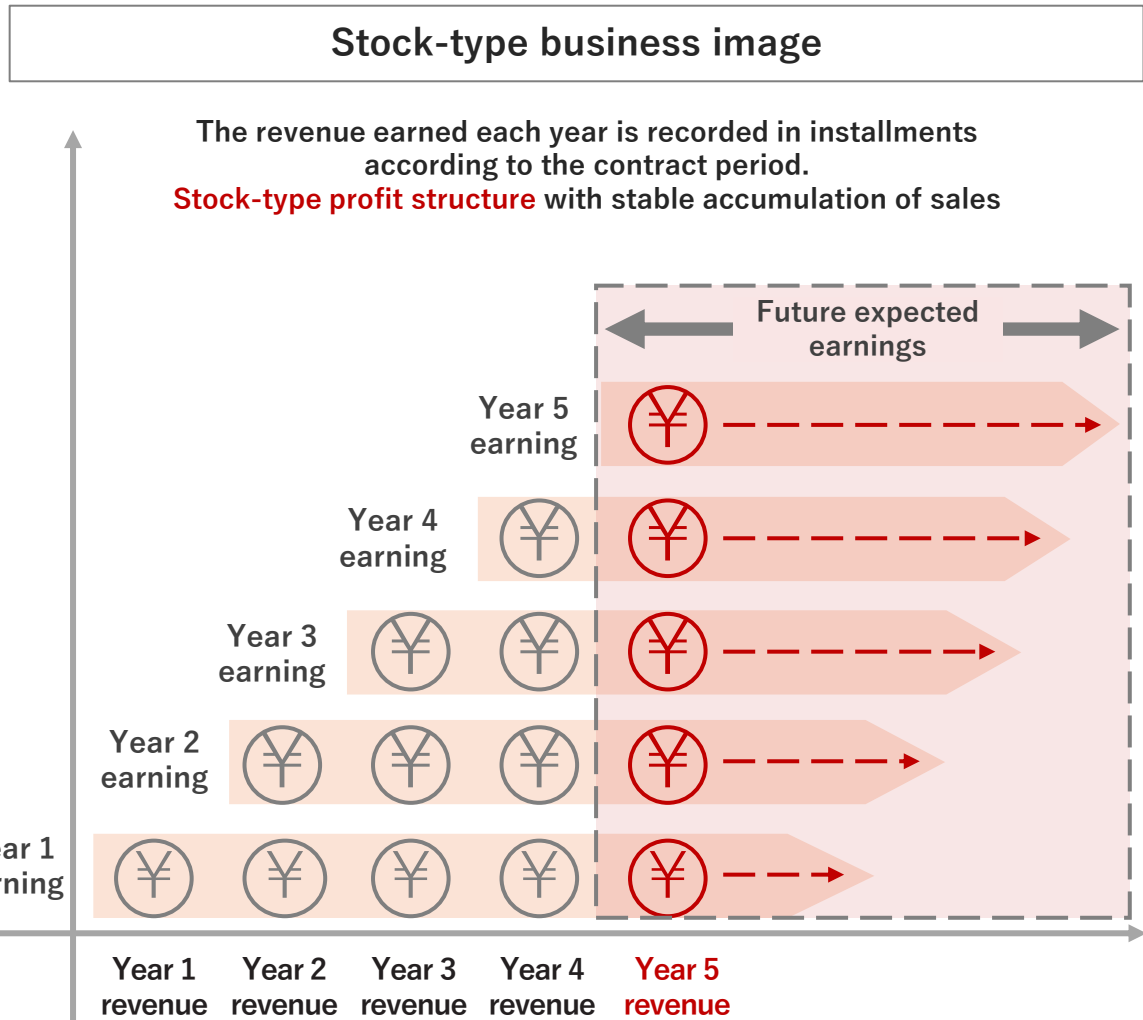 Stock-type business image
The revenue earned each year is recorded in installments
according to the contract period.
Stock-type profit structure with stable accumulation of sales
Future expected
earnings
Year 5
earning
¥
Year 4
earning
¥ ¥
Year 3
earning
¥ ¥ ¥
Year 2
earning
¥ ¥ ¥ ¥
ar 1
rning
¥ ¥ ¥ ¥ ¥
Year 1 Year 2 Year 3 Year 4 Year 5
revenue revenue revenue revenue revenue